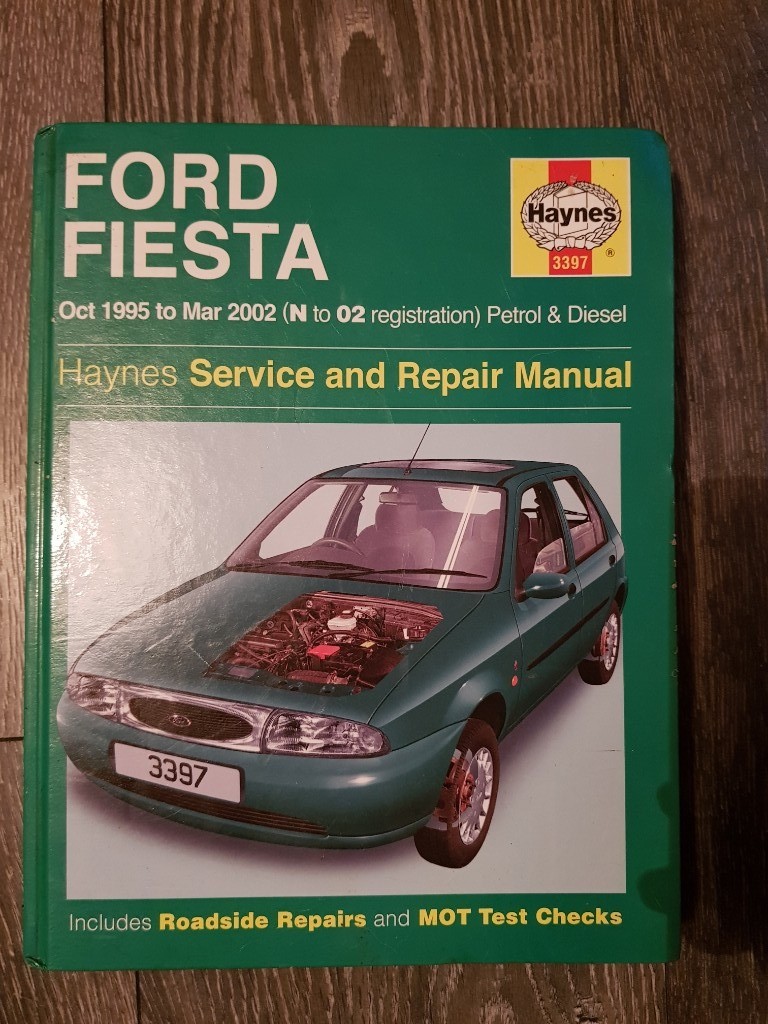 FORD
FIESTA
Haynes
®
3397
Oct 1995 to Mar 2002 (N to 02 registration) Petrol & Diesel
Haynes Service and Repair Manual
3397
Includes Roadside Repairs and MOT Test Checks